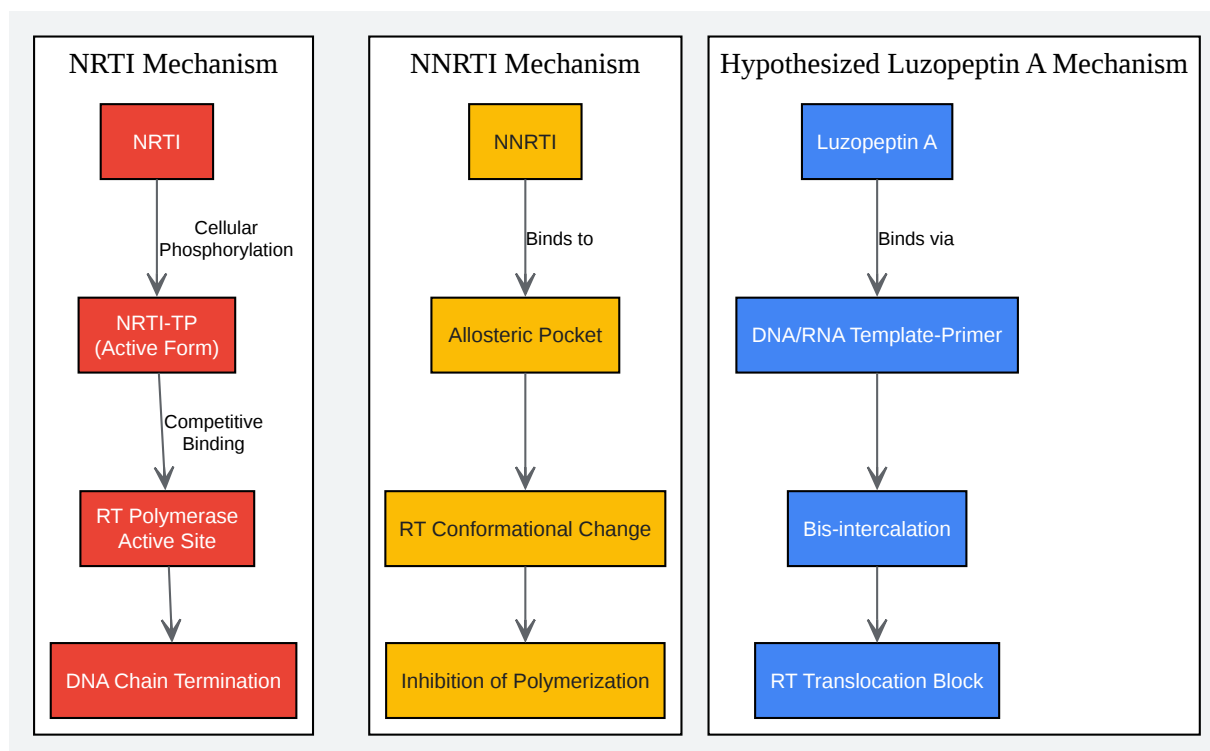 NRTI Mechanism
NRTI
Cellular
Phosphorylation
NRTI-TP
(Active Form)
Competitive
Binding
RT Polymerase
Active Site
DNA Chain Termination
NNRTI Mechanism
NNRTI
Binds to
Allosteric Pocket
RT Conformational Change
Inhibition of Polymerization
Hypothesized Luzopeptin A Mechanism
Luzopeptin A
Binds via
DNA/RNA Template-Primer
Bis-intercalation
RT Translocation Block